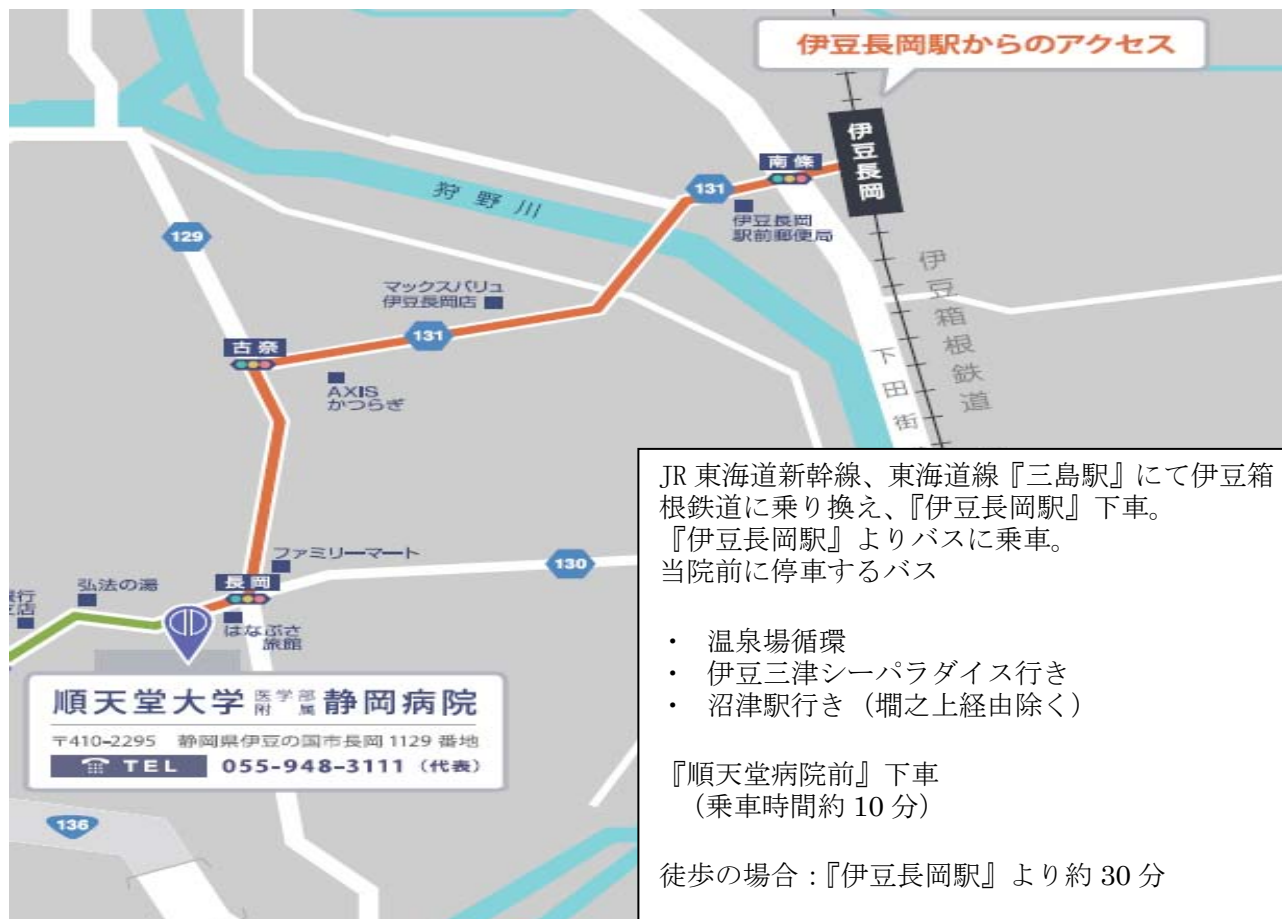 伊豆長岡駅からのアクセス
伊豆長岡
南條
131
伊豆長岡
駅前郵便局
狩野川
129
伊豆箱根鉄道
マックスバリュ
伊豆長岡店
131
古奈
下田街
AXIS
かつらぎ
ファミリーマート
130
長岡
弘法の湯
行
店
はなぶさ
旅館
順天堂大学 医学部附属 静岡病院
〒410-2295 静岡県伊豆の国市長岡1129番地
TEL 055-948-3111（代表）
136
JR 東海道新幹線、東海道線『三島駅』にて伊豆箱
根鉄道に乗り換え、『伊豆長岡駅』下車。
『伊豆長岡駅』よりバスに乗車。
当院前に停車するバス
・ 温泉場循環
・ 伊豆三津シーパラダイス行き
・ 沼津駅行き（墹之上経由除く）
『順天堂病院前』下車
（乗車時間約 10 分）
徒歩の場合：『伊豆長岡駅』より約 30 分